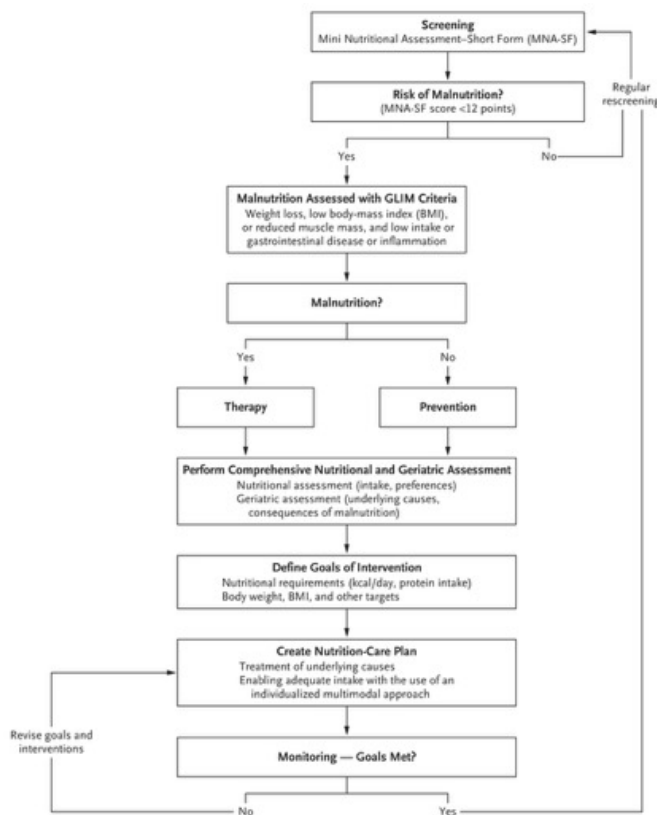 Screening
Mini Nutritional Assessment–Short Form (MNA-SF)
Risk of Malnutrition?
(MNA-SF score <12 points)
Regular
rescreening
Yes
No
Malnutrition Assessed with GLIM Criteria
Weight loss, low body-mass index (BMI),
or reduced muscle mass, and low intake or
gastrointestinal disease or inflammation
Malnutrition?
Yes
No
Therapy
Prevention
Perform Comprehensive Nutritional and Geriatric Assessment
Nutritional assessment (intake, preferences)
Geriatric assessment (underlying causes,
consequences of malnutrition)
Define Goals of Intervention
Nutritional requirements (kcal/day, protein intake)
Body weight, BMI, and other targets
Create Nutrition-Care Plan
Treatment of underlying causes
Enabling adequate intake with the use of an
individualized multimodal approach
Revise goals and
interventions
Monitoring — Goals Met?
No
Yes